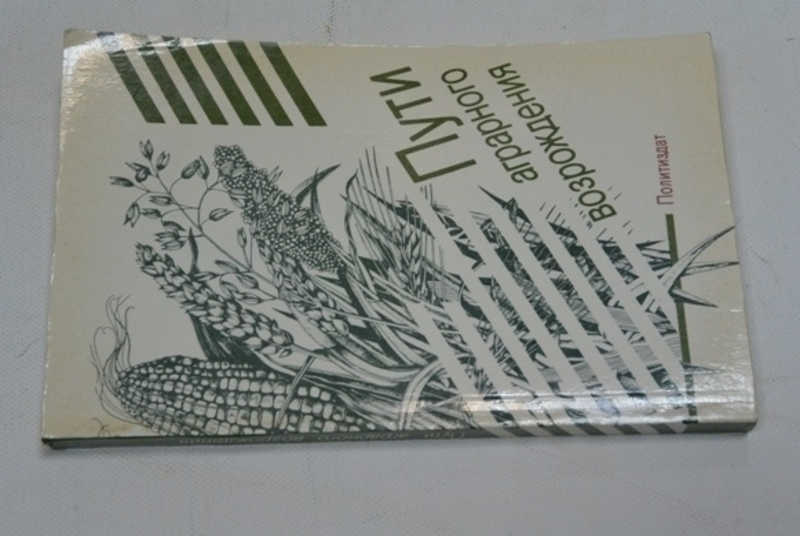 Пути
аграрного
возрождения
Политиздат